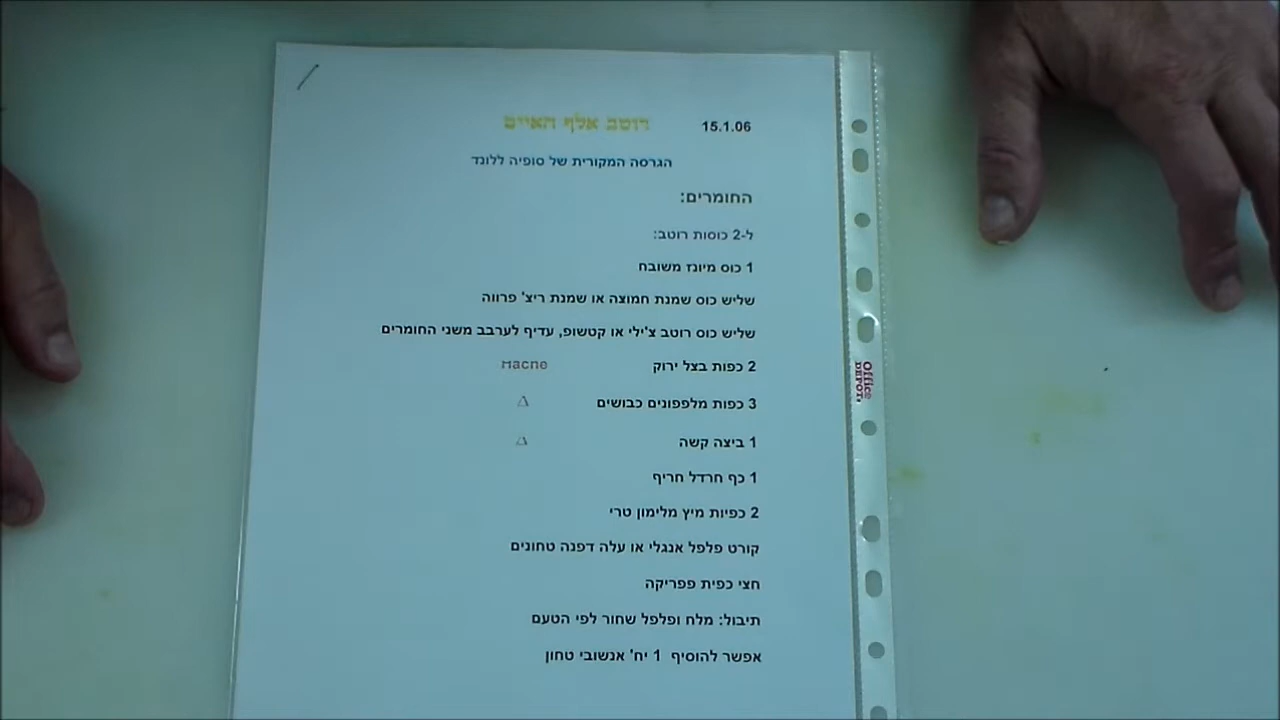 15.1.06 רוטב אלף האיים
הגרסה המקורית של סופיה ללונד
החומרים:
ל-2 כוסות רוטב:
1 כוס מיונז משובח
שליש כוס שמנת חמוצה או שמנת ריצ' פרווה
שליש כוס רוטב צ'ילי או קטשופ, עדיף לערבב משני החומרים
2 כפות בצל ירוק Macne
3 כפות מלפפונים כבושים Δ
1 ביצה קשה Δ
1 כף חרדל חריף
2 כפיות מיץ מלימון טרי
קורט פלפל אנגלי או עלה דפנה טחונים
חצי כפית פפריקה
תיבול: מלח ופלפל שחור לפי הטעם
אפשר להוסיף 1 יח' אנשובי טחון
Office
DEPOT